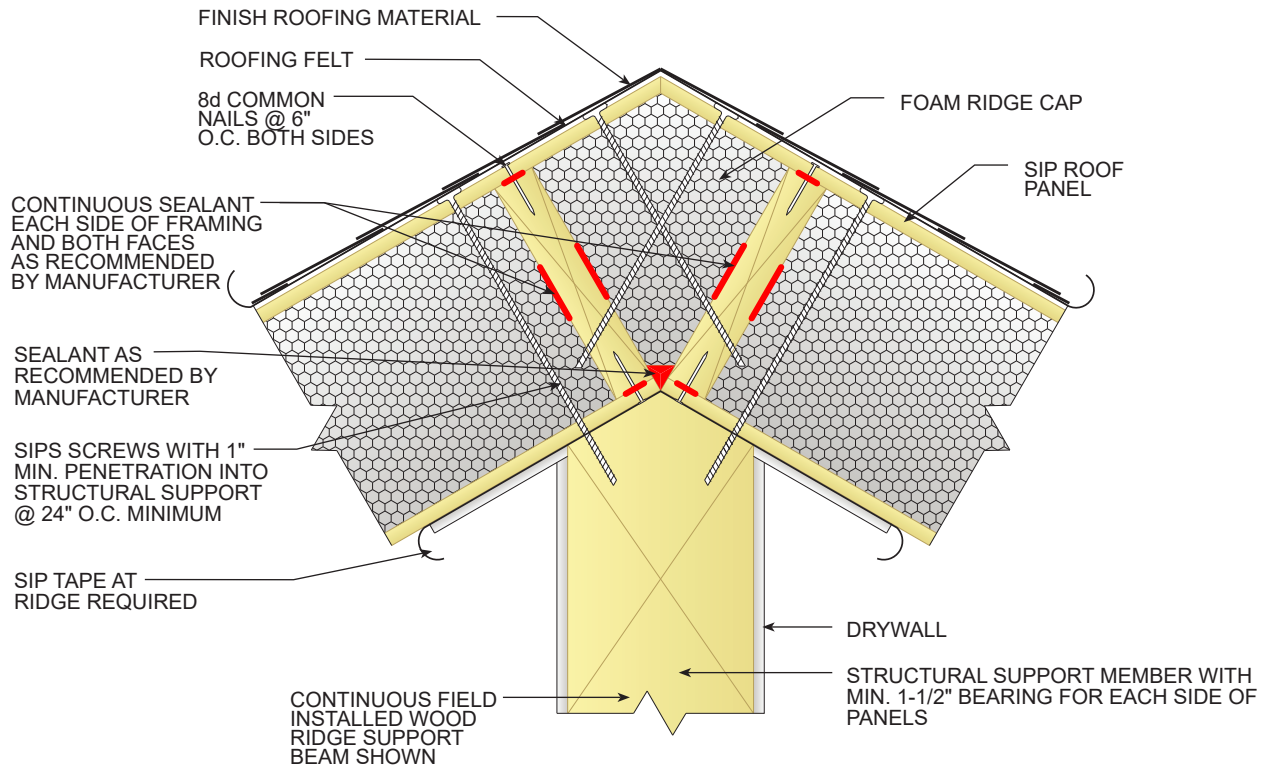 FINISH ROOFING MATERIAL
ROOFING FELT
8d COMMON
NAILS @ 6"
O.C. BOTH SIDES
CONTINUOUS SEALANT
EACH SIDE OF FRAMING
AND BOTH FACES
AS RECOMMENDED
BY MANUFACTURER
SEALANT AS
RECOMMENDED BY
MANUFACTURER
SIPS SCREWS WITH 1"
MIN. PENETRATION INTO
STRUCTURAL SUPPORT
@ 24" O.C. MINIMUM
SIP TAPE AT
RIDGE REQUIRED
CONTINUOUS FIELD
INSTALLED WOOD
RIDGE SUPPORT
BEAM SHOWN
FOAM RIDGE CAP
SIP ROOF
PANEL
DRYWALL
STRUCTURAL SUPPORT MEMBER WITH
MIN. 1-1/2" BEARING FOR EACH SIDE OF
PANELS